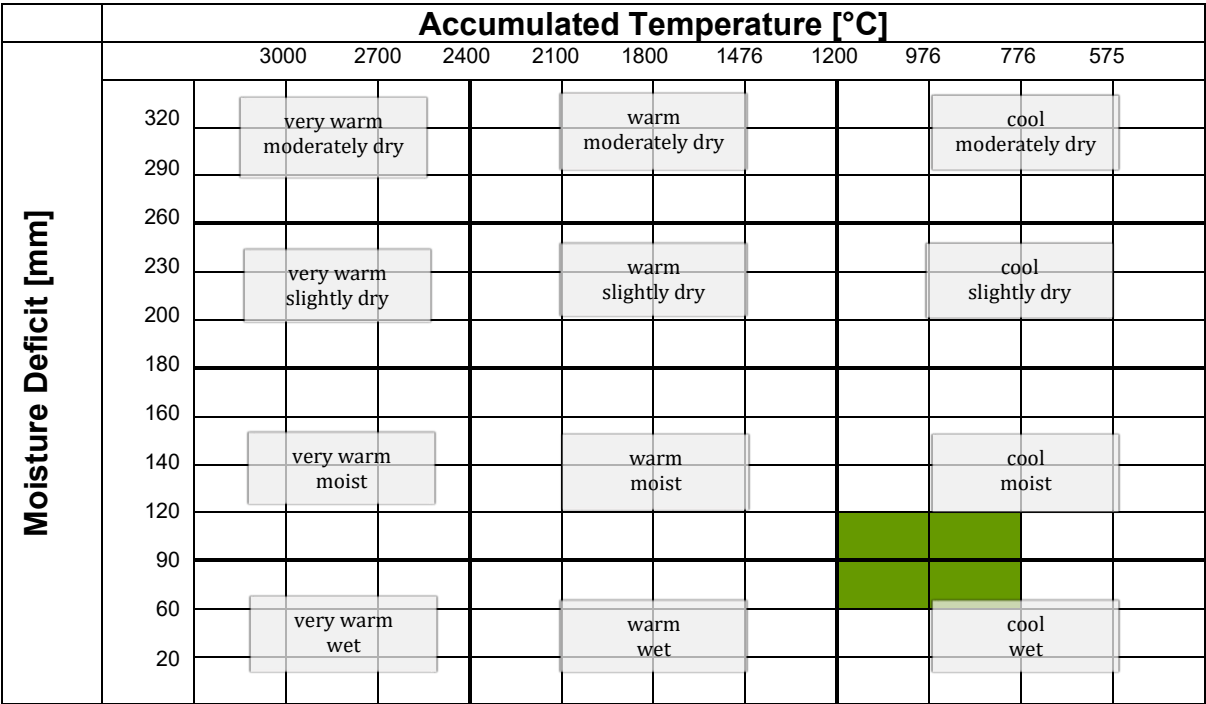 Accumulated Temperature [°C]
3000 2700 2400 2100 1800 1476 1200 976 776 575
Moisture Deficit [mm]
320
very warm
moderately dry
warm
moderately dry
cool
moderately dry
290
260
230
very warm
slightly dry
warm
slightly dry
cool
slightly dry
200
180
160
140
very warm
moist
warm
moist
cool
moist
120
90
60
very warm
wet
warm
wet
cool
wet
20